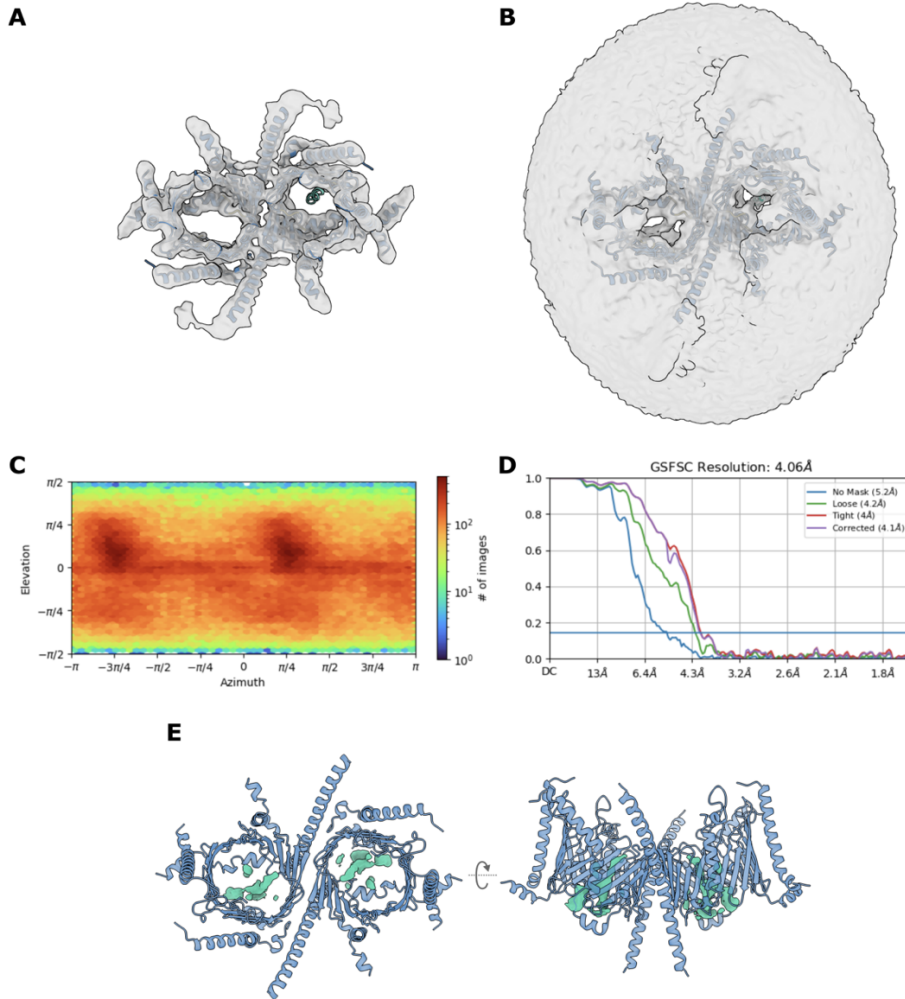 A
B
C
π/2
π/4
0
−π/4
−π/2
Elevation
−π
−3π/4
−π/2
−π/4
0
π/4
π/2
3π/4
π
Azimuth
10²
10¹
10⁰
# of images
D
GSFSC Resolution: 4.06Å
1.0
0.8
0.6
0.4
0.2
0.0
No Mask (5.2Å)
Loose (4.2Å)
Tight (4Å)
Corrected (4.1Å)
DC
13Å
6.4Å
4.3Å
3.2Å
2.6Å
2.1Å
1.8Å
E